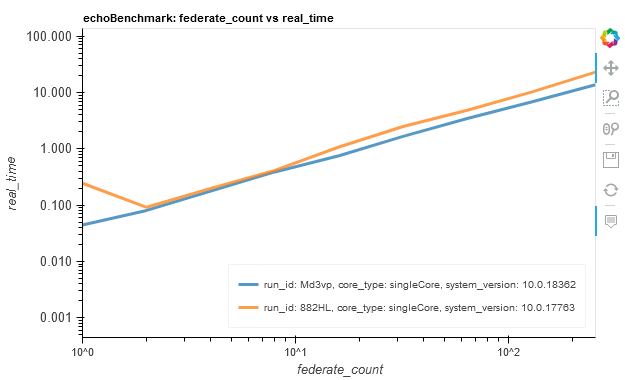 echoBenchmark: federate_count vs real_time
100.000
10.000
1.000
0.100
0.010
0.001
real_time
run_id: Md3vp, core_type: singleCore, system_version: 10.0.18362
run_id: 882HL, core_type: singleCore, system_version: 10.0.17763
10^0
10^1
10^2
federate_count